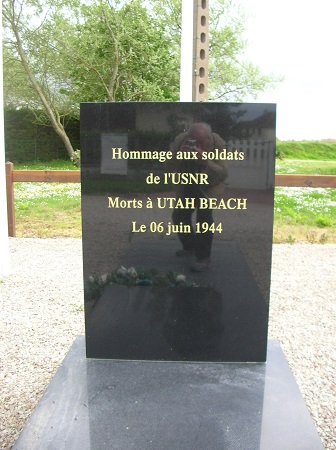 Hommage aux soldats
de l'USNR
Morts à UTAH BEACH
Le 06 juin 1944